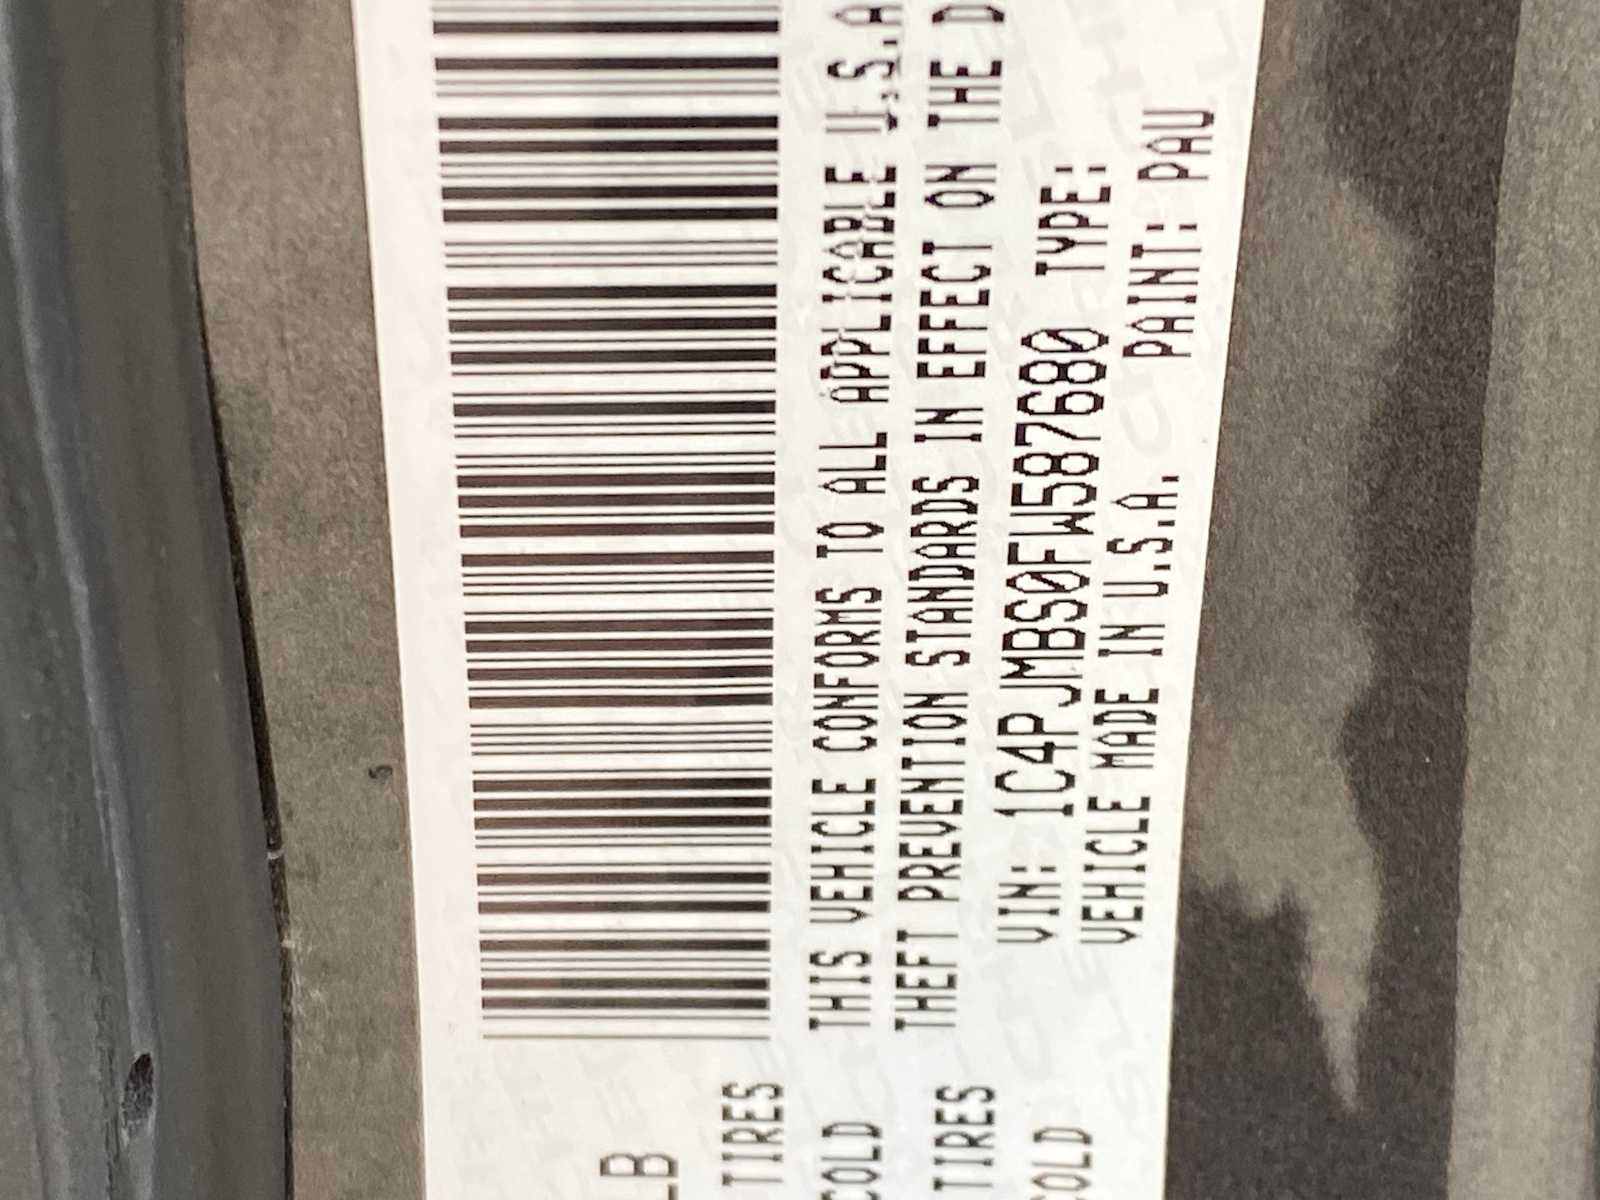 THIS VEHICLE CONFORMS TO ALL APPLICABLE U.S.A
THEFT PREVENTION STANDARDS IN EFFECT ON THE D
VIN: 1C4PJMBS0FW587680 TYPE:
VEHICLE MADE IN U.S.A. PAINT: PAU
LB
TIRES
COLD
TIRES
COLD